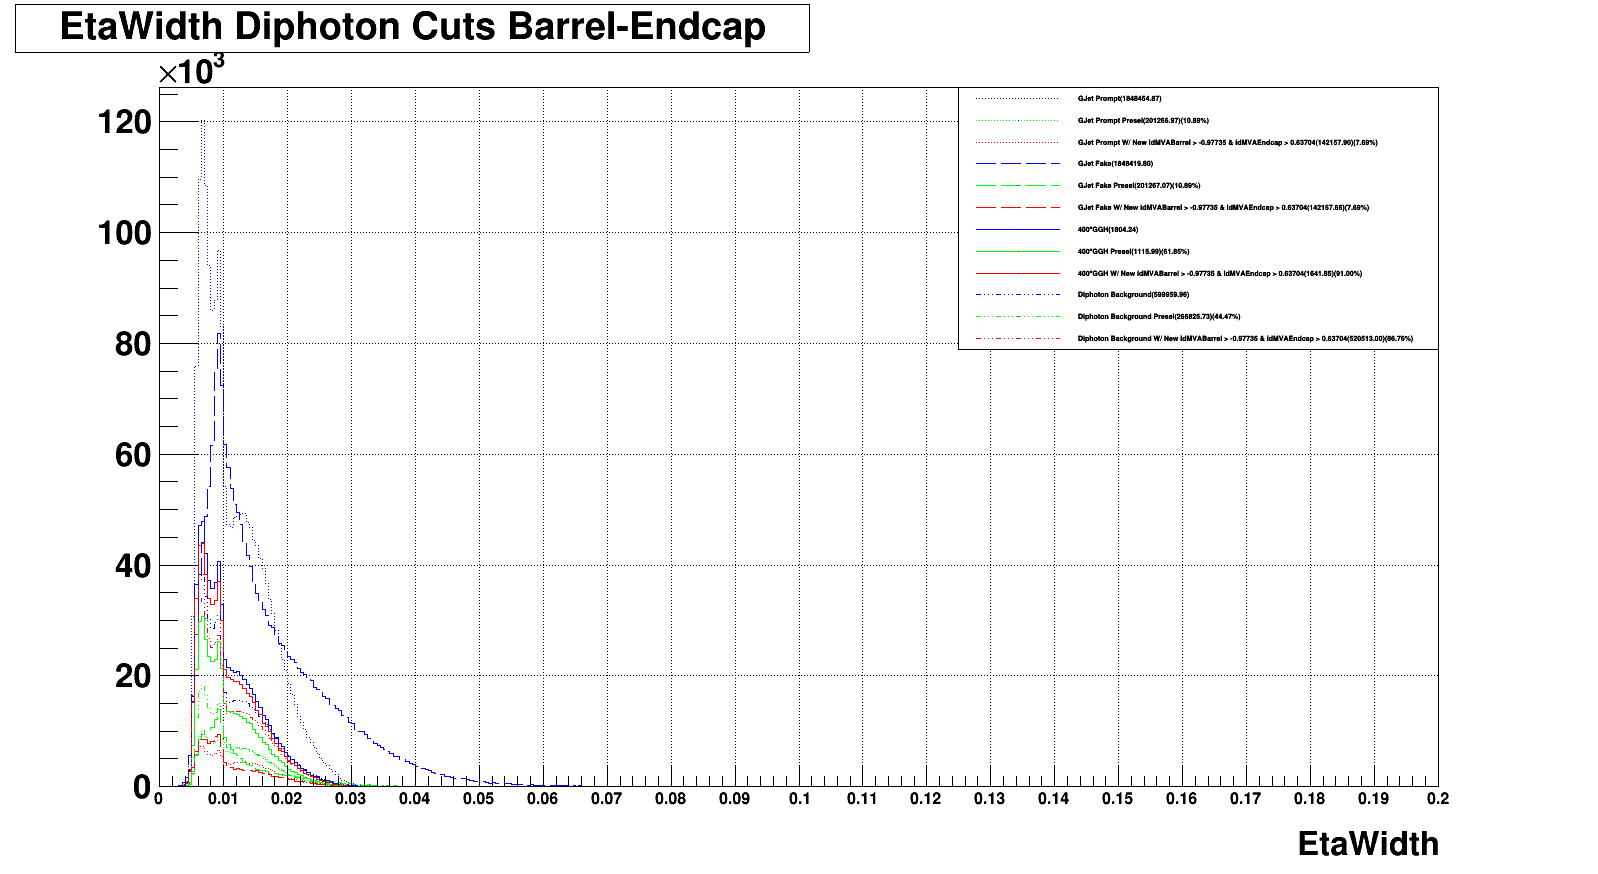 EtaWidth Diphoton Cuts Barrel-Endcap
×10³
120
100
80
60
40
20
0
GJet Prompt(1848454.87)
GJet Prompt Presel(201266.97)(10.89%)
GJet Prompt W/ New idMVABarrel > -0.97735 & idMVAEndcap > 0.63704(142157.90)(7.69%)
GJet Fake(1848419.80)
GJet Fake Presel(201267.07)(10.89%)
GJet Fake W/ New idMVABarrel > -0.97735 & idMVAEndcap > 0.63704(142157.66)(7.69%)
400*GGH(1804.24)
400*GGH Presel(1115.99)(61.85%)
400*GGH W/ New idMVABarrel > -0.97735 & idMVAEndcap > 0.63704(1641.85)(91.00%)
Diphoton Background(599959.96)
Diphoton Background Presel(266825.73)(44.47%)
Diphoton Background W/ New idMVABarrel > -0.97735 & idMVAEndcap > 0.63704(520513.00)(86.76%)
0 0.01 0.02 0.03 0.04 0.05 0.06 0.07 0.08 0.09 0.1 0.11 0.12 0.13 0.14 0.15 0.16 0.17 0.18 0.19 0.2
EtaWidth